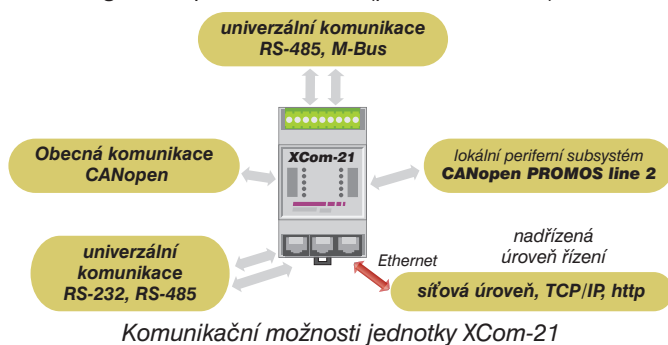 univerzální komunikace
RS-485, M-Bus
XCom-21
Obecná komunikace
CANopen
lokální periferní subsystém
CANopen PROMOS line 2
univerzální
komunikace
RS-232, RS-485
Ethernet
nadřízená
úroveň řízení
síťová úroveň, TCP/IP, http
Komunikační možnosti jednotky XCom-21